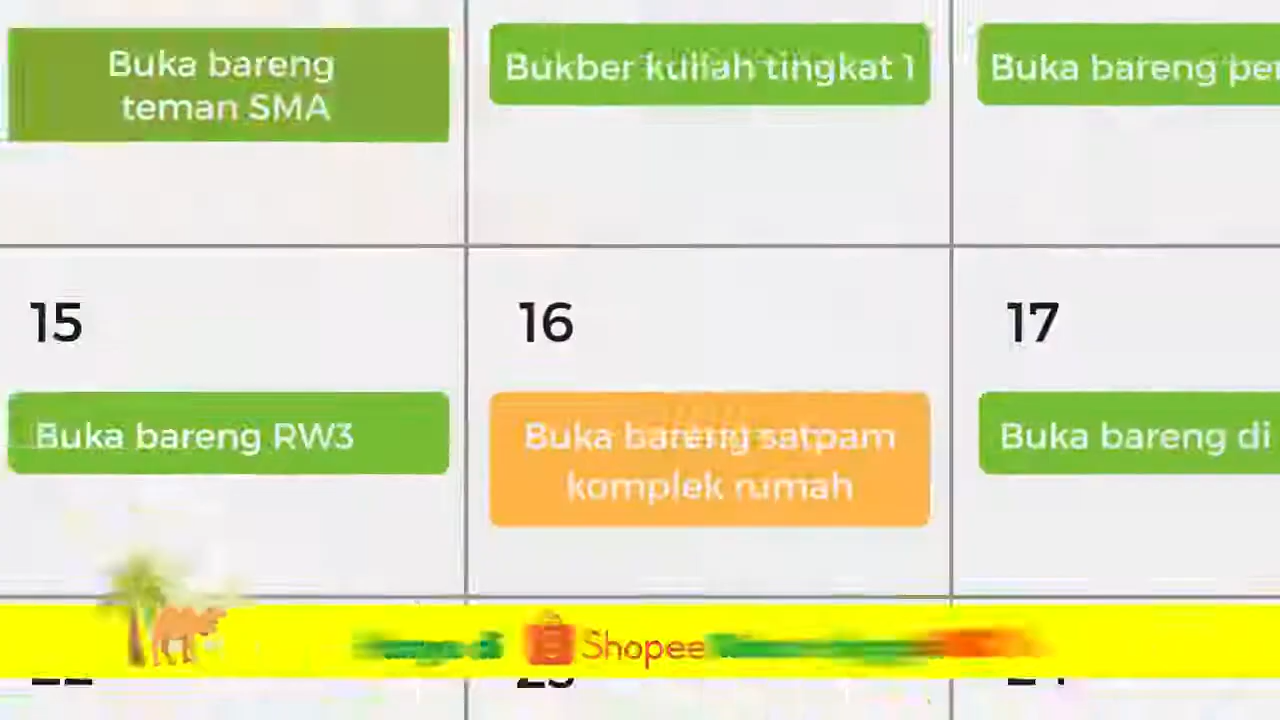 Buka bareng
teman SMA
Bukber kuliah tingkat 1
Buka bareng
15
16
17
Buka bareng RW3
Buka bareng satpam
komplek rumah
Buka bareng di
di Shopee